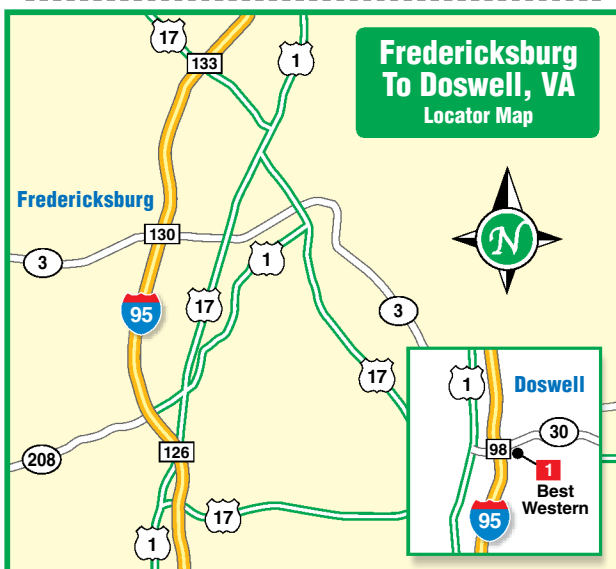 17
1
133
Fredericksburg
To Doswell, VA
Locator Map
Fredericksburg
130
N
3
1
95
17
3
17
1
Doswell
30
98
208
126
1
Best
Western
17
95
1